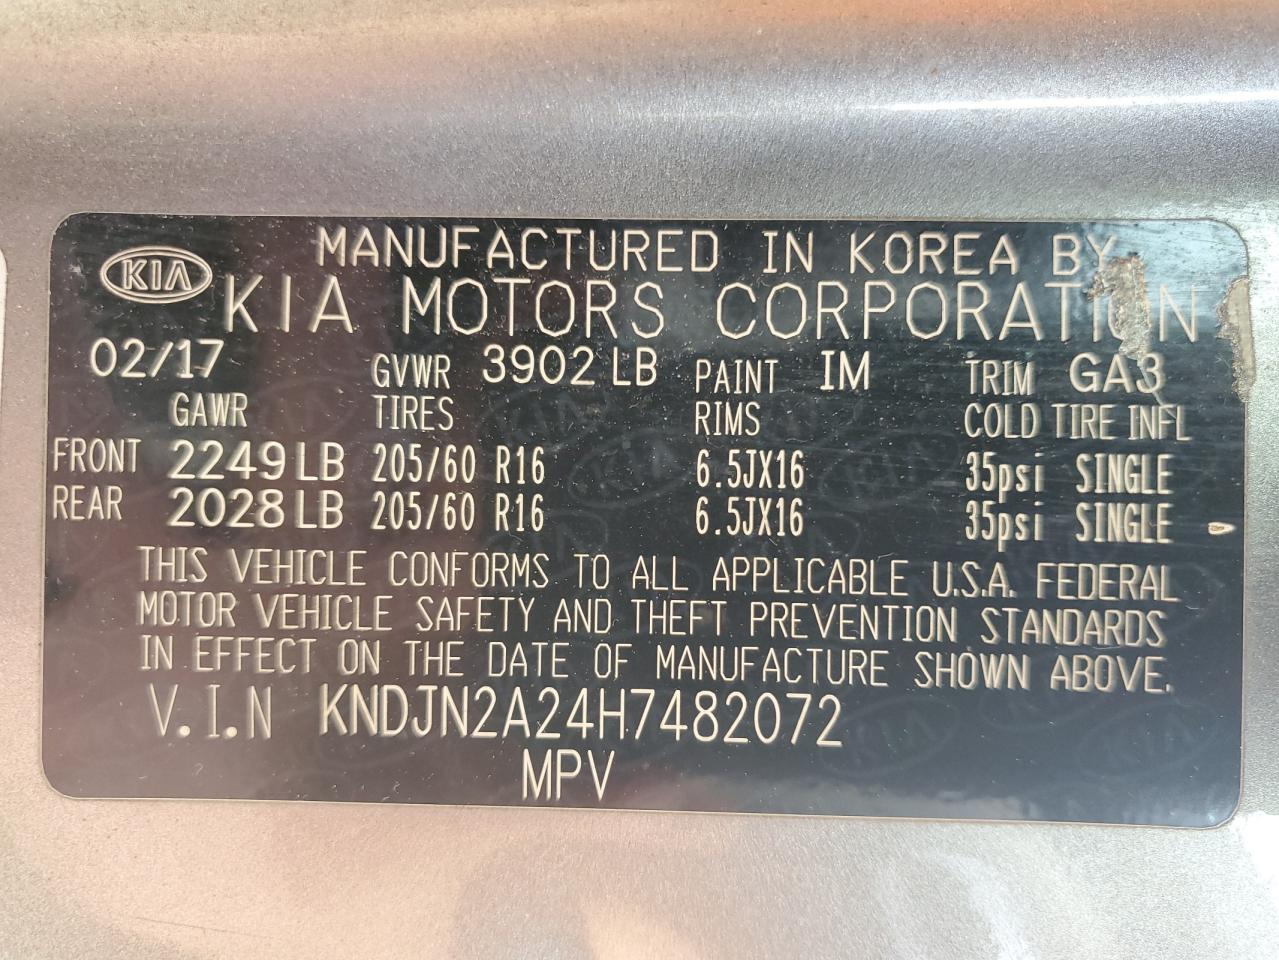 MANUFACTURED IN KOREA BY
KIA KIA MOTORS CORPORATION
02/17 GVWR 3902 LB PAINT IM TRIM GA3
GAWR TIRES RIMS COLD TIRE INFL
FRONT 2249 LB 205/60 R16 6.5JX16 35psi SINGLE
REAR 2028 LB 205/60 R16 6.5JX16 35psi SINGLE
THIS VEHICLE CONFORMS TO ALL APPLICABLE U.S.A. FEDERAL
MOTOR VEHICLE SAFETY AND THEFT PREVENTION STANDARDS
IN EFFECT ON THE DATE OF MANUFACTURE SHOWN ABOVE.
V.I.N KNDJN2A24H7482072
MPV